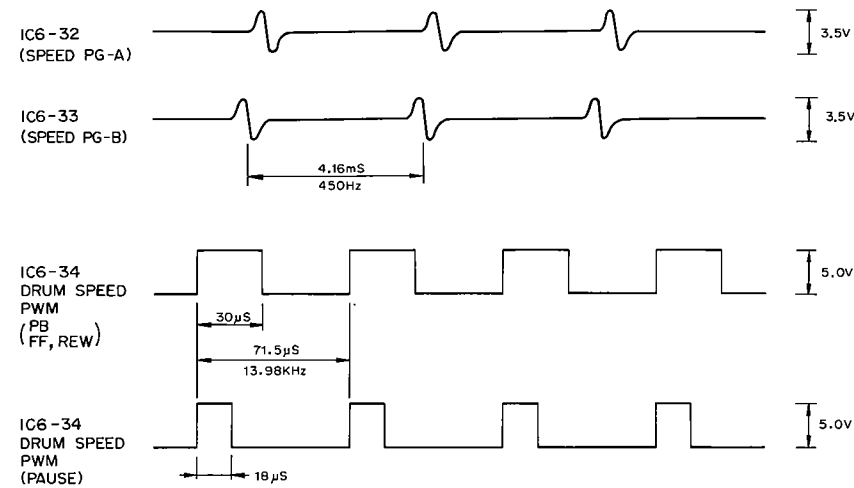 IC6-32
(SPEED PG-A)
3.5V
IC6-33
(SPEED PG-B)
3.5V
4.16mS
450Hz
IC6-34
DRUM SPEED
PWM
(PB
FF, REW)
5.0V
30µS
71.5µS
13.98KHz
IC6-34
DRUM SPEED
PWM
(PAUSE)
5.0V
18µS